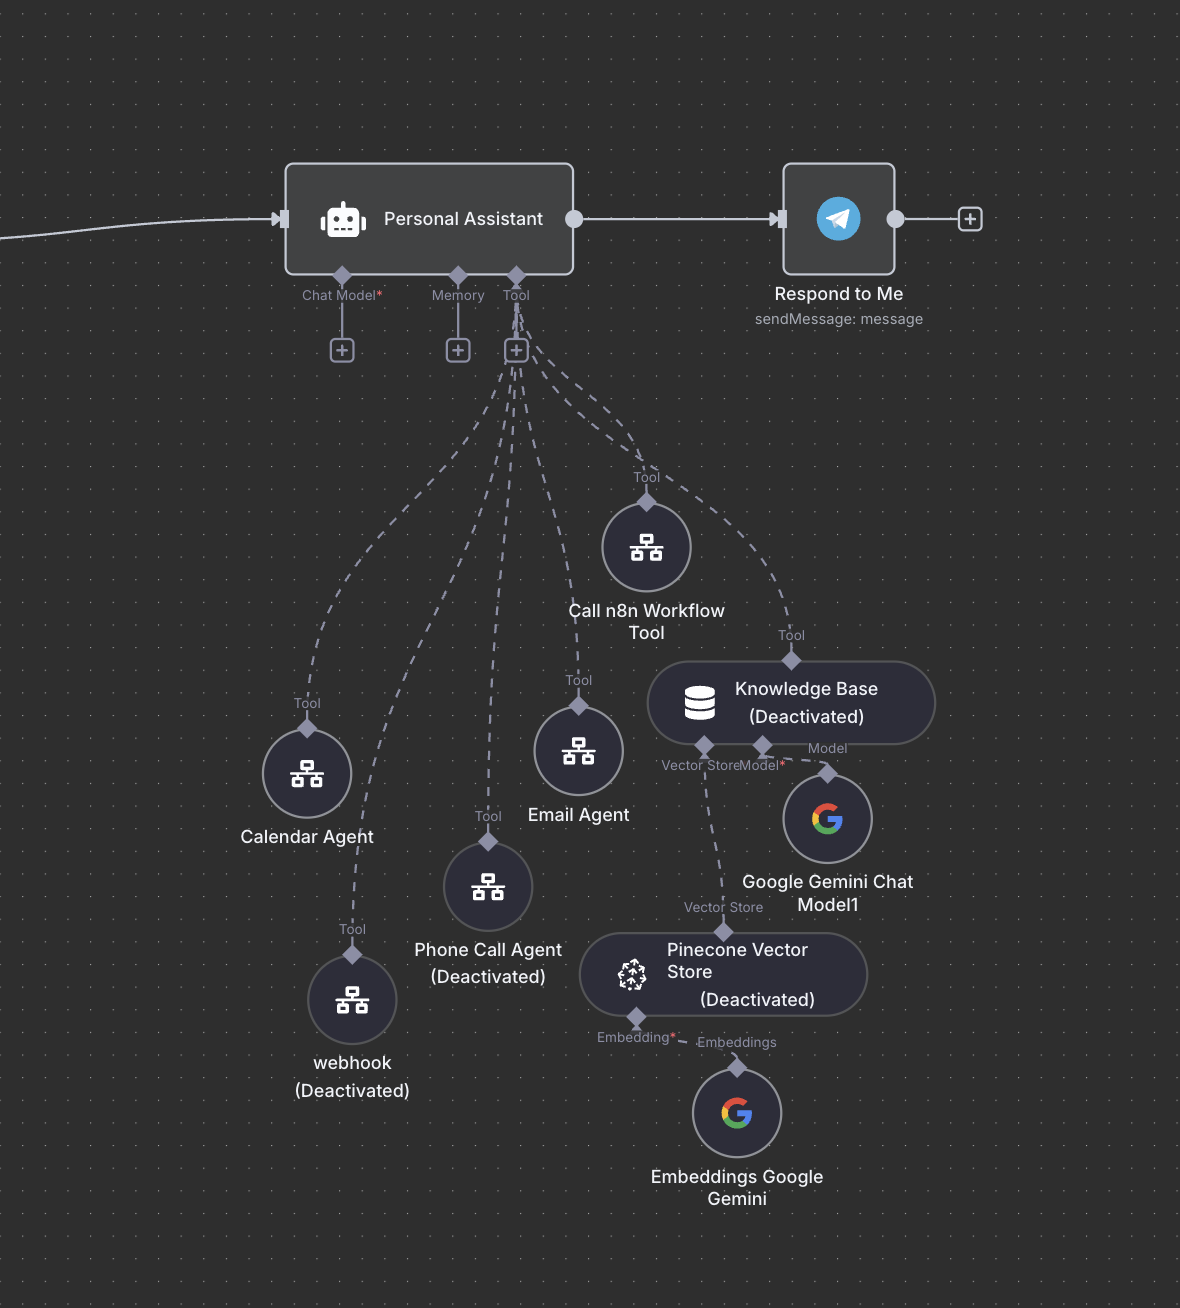 Personal Assistant
Chat Model*
Memory
Tool
Respond to Me
sendMessage: message
Tool
Call n8n Workflow
Tool
Tool
Knowledge Base
(Deactivated)
Vector Store
Model*
Model
Google Gemini Chat
Model1
Tool
Email Agent
Tool
Calendar Agent
Tool
Phone Call Agent
(Deactivated)
Vector Store
Pinecone Vector
Store
(Deactivated)
Tool
webhook
(Deactivated)
Embedding*
Embeddings
Embeddings Google
Gemini